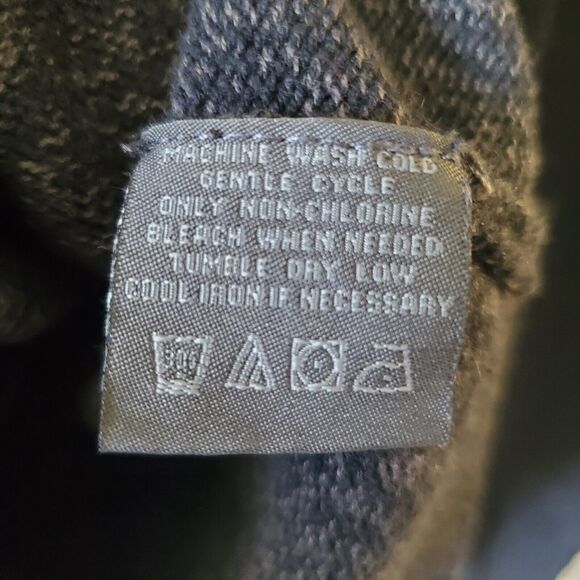 MACHINE WASH COLD
GENTLE CYCLE
ONLY NON-CHLORINE
BLEACH WHEN NEEDED.
TUMBLE DRY LOW
COOL IRON IF NECESSARY